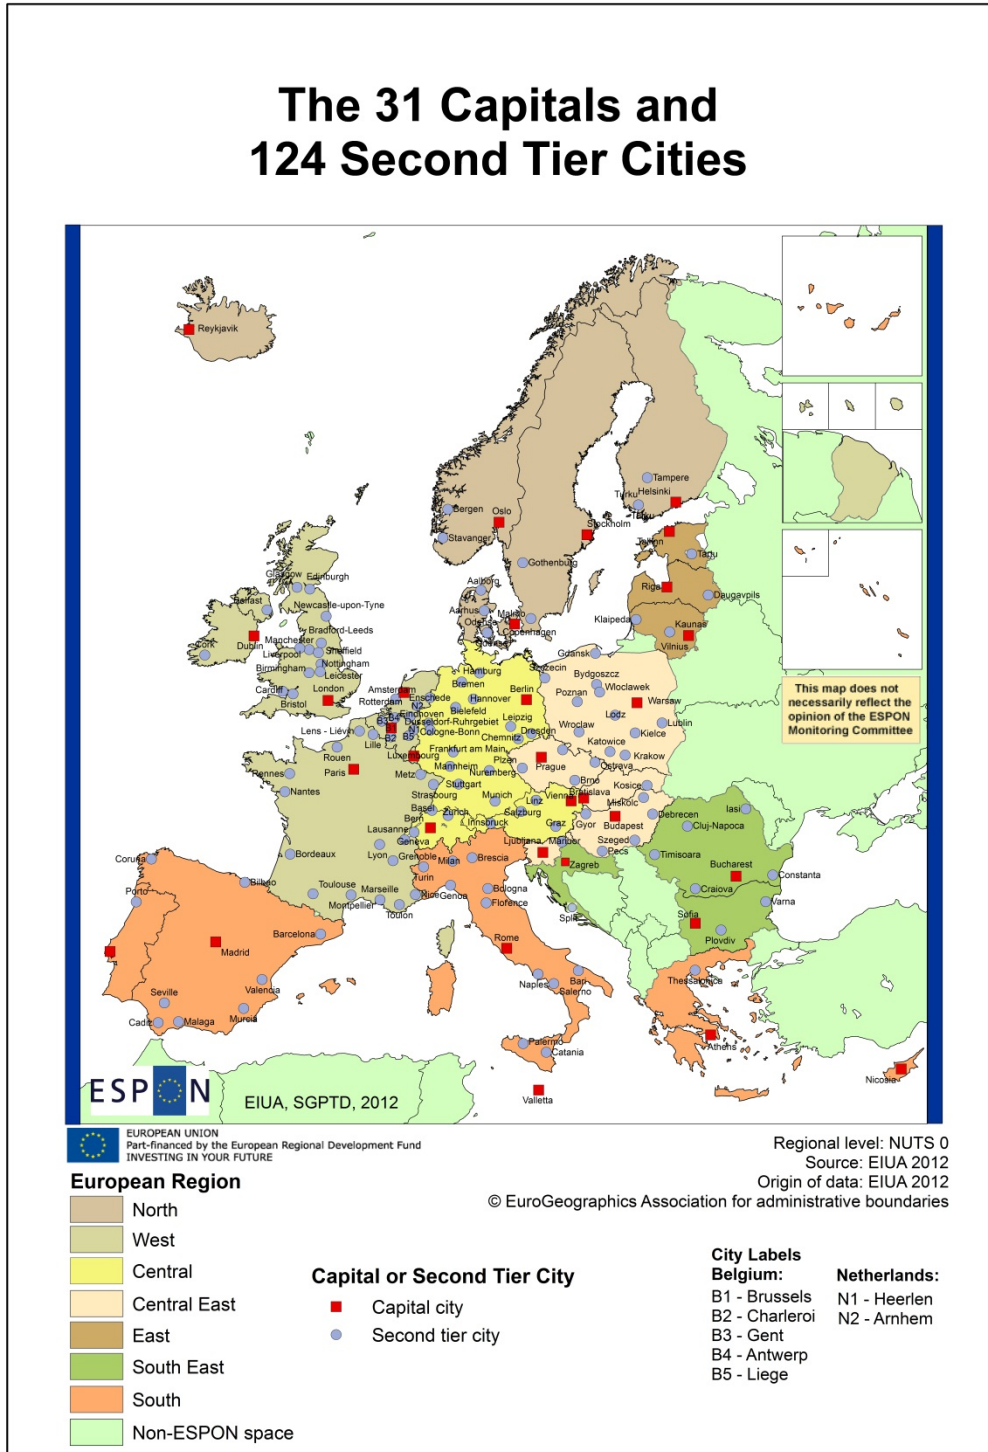 The 31 Capitals and
124 Second Tier Cities
Reykjavik
Tampere
Helsinki
Turku
Turku
Bergen
Oslo
Stavanger
Stockholm
Tallinn
Tartu
Gothenburg
Aalborg
Riga
Daugavpils
Glasgow
Edinburgh
Belfast
Newcastle-upon-Tyne
Aarhus
Malmo
Odense
Copenhagen
Klaipeda
Kaunas
Vilnius
Bradford-Leeds
Dublin
Manchester
Liverpool
Sheffield
Cork
Nottingham
Birmingham
Leicester
Cardiff
London
Bristol
Gdansk
Szczecin
Hamburg
Bremen
Bydgoszcz
Wloclawek
Poznan
Amsterdam
Enschede
Hannover
Berlin
Warsaw
Rotterdam
N2
Bielefeld
Lodz
Lublin
Eindhoven
B3
B4
Dusseldorf-Ruhrgebiet
Leipzig
Wroclaw
Kielce
Lens - Liévin
N1
B5
Cologne-Bonn
Dresden
Chemnitz
Lille
B2
Katowice
Krakow
Rouen
Luxembourg
Frankfurt am Main
Plzen
Ostrava
Paris
Prague
Rennes
Metz
Mannheim
Nuremberg
Brno
Kosice
Nantes
Strasbourg
Stuttgart
Munich
Linz
Vienna
Bratislava
Miskolc
Iasi
Basel
Zurich
Salzburg
Debrecen
Bern
Innsbruck
Graz
Gyor
Budapest
Cluj-Napoca
Lausanne
Geneva
Ljubljana
Maribor
Szeged
Pecs
Bordeaux
Lyon
Grenoble
Milan
Brescia
Zagreb
Timisoara
Bucharest
Constanta
Coruna
Turin
Bilbao
Toulouse
Marseille
Nice
Genoa
Bologna
Craiova
Varna
Porto
Montpellier
Toulon
Florence
Split
Sofia
Barcelona
Madrid
Rome
Plovdiv
Thessalonica
Valencia
Naples
Bari
Salerno
Seville
Murcia
Cadiz
Malaga
Palermo
Catania
Athens
Nicosia
Valletta
This map does not
necessarily reflect the
opinion of the ESPON
Monitoring Committee
ESPON
EIUA, SGPTD, 2012
EUROPEAN UNION
Part-financed by the European Regional Development Fund
INVESTING IN YOUR FUTURE
Regional level: NUTS 0
Source: EIUA 2012
Origin of data: EIUA 2012
© EuroGeographics Association for administrative boundaries
European Region
North
West
Central
Central East
East
South East
South
Non-ESPON space
Capital or Second Tier City
Capital city
Second tier city
City Labels
Belgium:
B1 - Brussels
B2 - Charleroi
B3 - Gent
B4 - Antwerp
B5 - Liege
Netherlands:
N1 - Heerlen
N2 - Arnhem